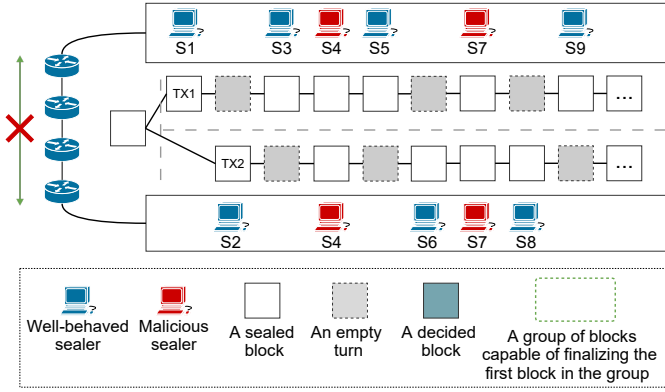 ? ? ? ? ? ?
S1 S3 S4 S5 S7 S9
TX1 ...
TX2 ...
? ? ? ? ?
S2 S4 S6 S7 S8
? ?
Well-behaved sealer
Malicious sealer
A sealed block
An empty turn
A decided block
A group of blocks
capable of finalizing the
first block in the group